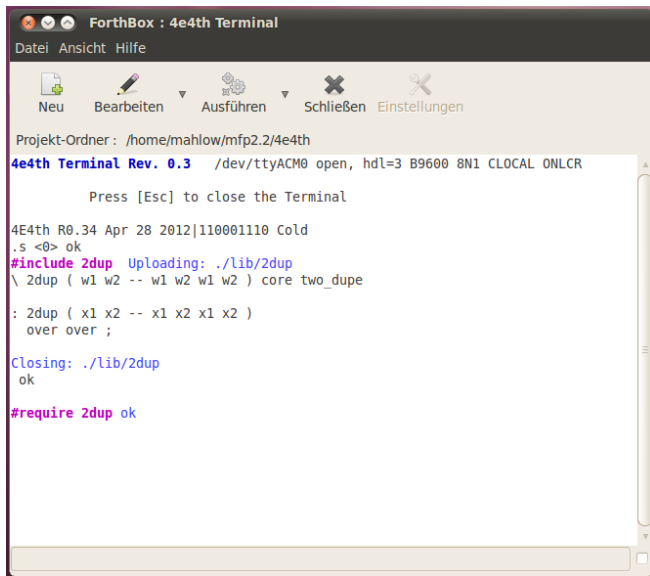 ForthBox : 4e4th Terminal
Datei Ansicht Hilfe
Neu Bearbeiten Ausführen Schließen Einstellungen
Projekt-Ordner : /home/mahlow/mfp2.2/4e4th
4e4th Terminal Rev. 0.3 /dev/ttyACM0 open, hdl=3 B9600 8N1 CLOCAL ONLCR
Press [Esc] to close the Terminal
4E4th R0.34 Apr 28 2012|110001110 Cold
.s <0> ok
#include 2dup Uploading: ./lib/2dup
\ 2dup ( w1 w2 -- w1 w2 w1 w2 ) core two_dupe
: 2dup ( x1 x2 -- x1 x2 x1 x2 )
over over ;
Closing: ./lib/2dup
ok
#require 2dup ok